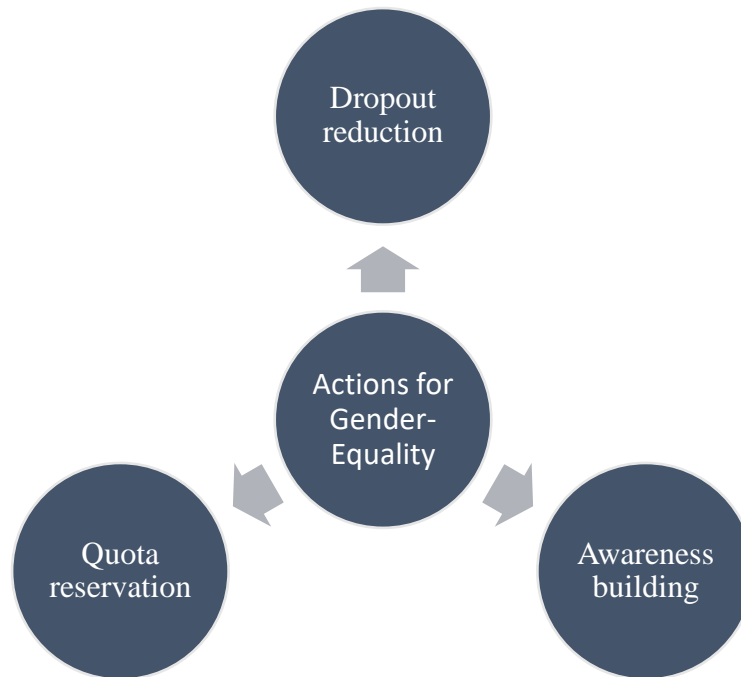 Dropout
reduction
Actions for
Gender-
Equality
Quota
reservation
Awareness
building